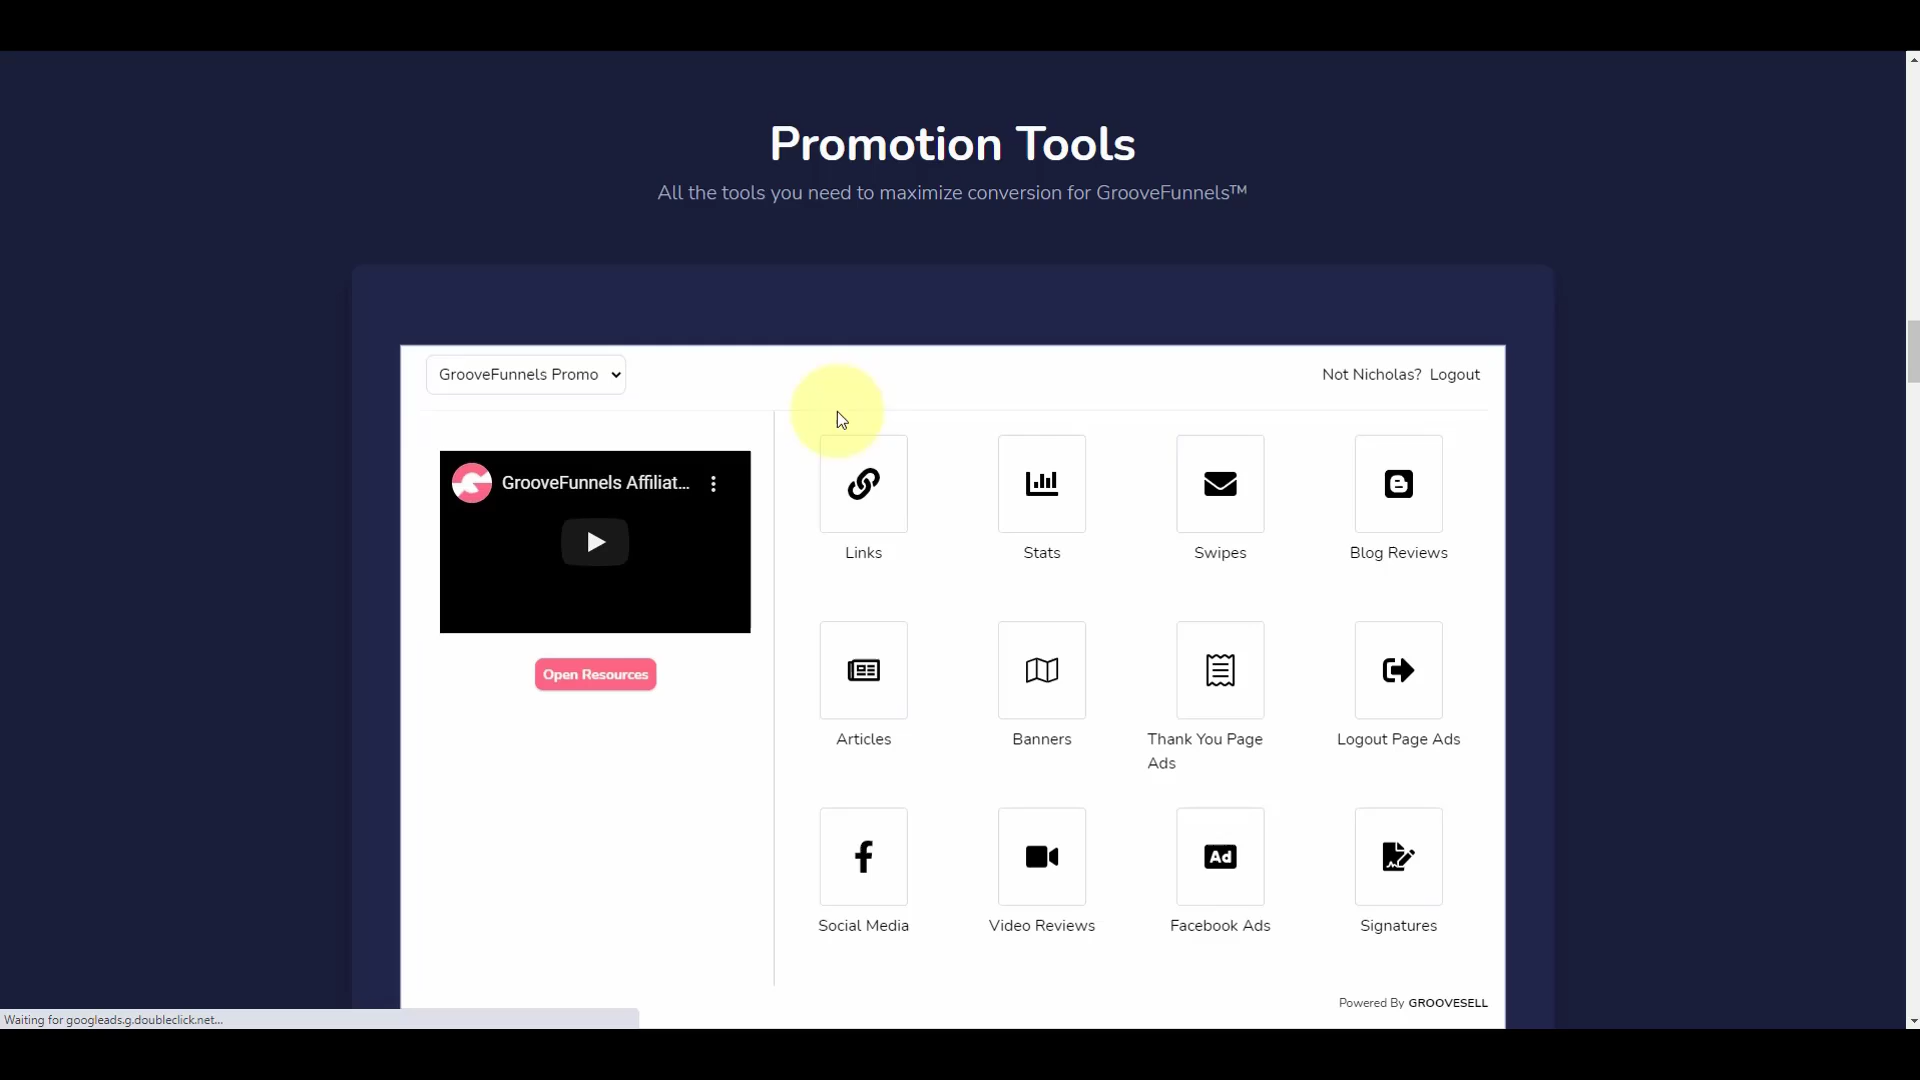 Promotion Tools
All the tools you need to maximize conversion for GrooveFunnels™
GrooveFunnels Promo
Not Nicholas? Logout
GrooveFunnels Affiliat...
Open Resources
Links
Stats
Swipes
Blog Reviews
Articles
Banners
Thank You Page
Ads
Logout Page Ads
Ad
Social Media
Video Reviews
Facebook Ads
Signatures
Powered By GROOVESELL
Waiting for googleads.g.doubleclick.net...